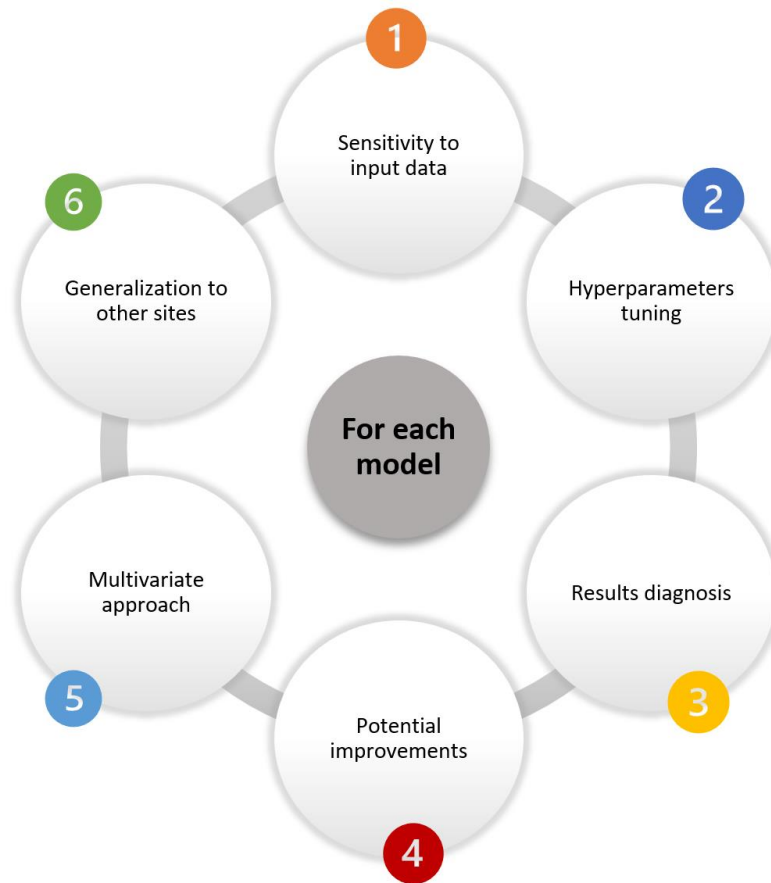 1
Sensitivity to
input data
2
Hyperparameters
tuning
3
Results diagnosis
4
Potential
improvements
5
Multivariate
approach
6
Generalization to
other sites
For each
model